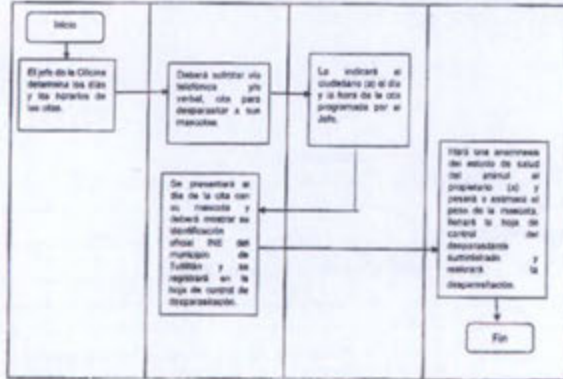 Inicio
El jefe de la Oficina
determina los días
y los horarios de
las citas.
Deberá solicitar vía
telefónica y/o
verbal, cita para
desparasitar a sus
mascotas.
Le indicará al
ciudadano (a) el día
y la hora de la cita
programada por el
Jefe.
Se presentará el
día de la cita con
su mascota y
deberá mostrar su
identificación
oficial INE del
municipio de
Tultitlán y se
registrará en la
hoja de control de
desparasitación.
Hará una anamnesis
del estado de salud
del animal al
propietario (a) y
pesará o estimará el
peso de la mascota,
llenará la hoja de
control del
desparasitante
suministrado y
realizará la
desparasitación.
Fin